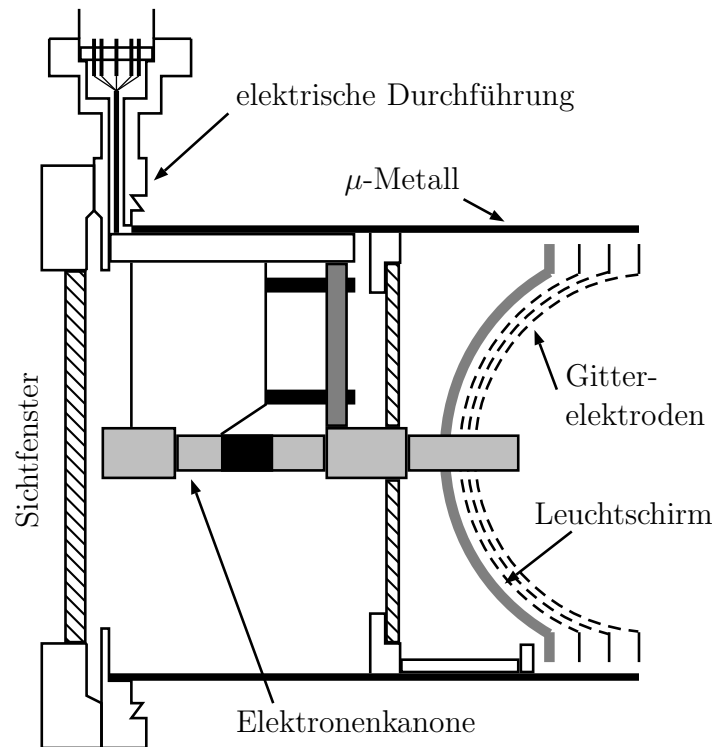 elektrische Durchführung
μ-Metall
Gitter-
elektroden
Sichtfenster
Leuchtschirm
Elektronenkanone